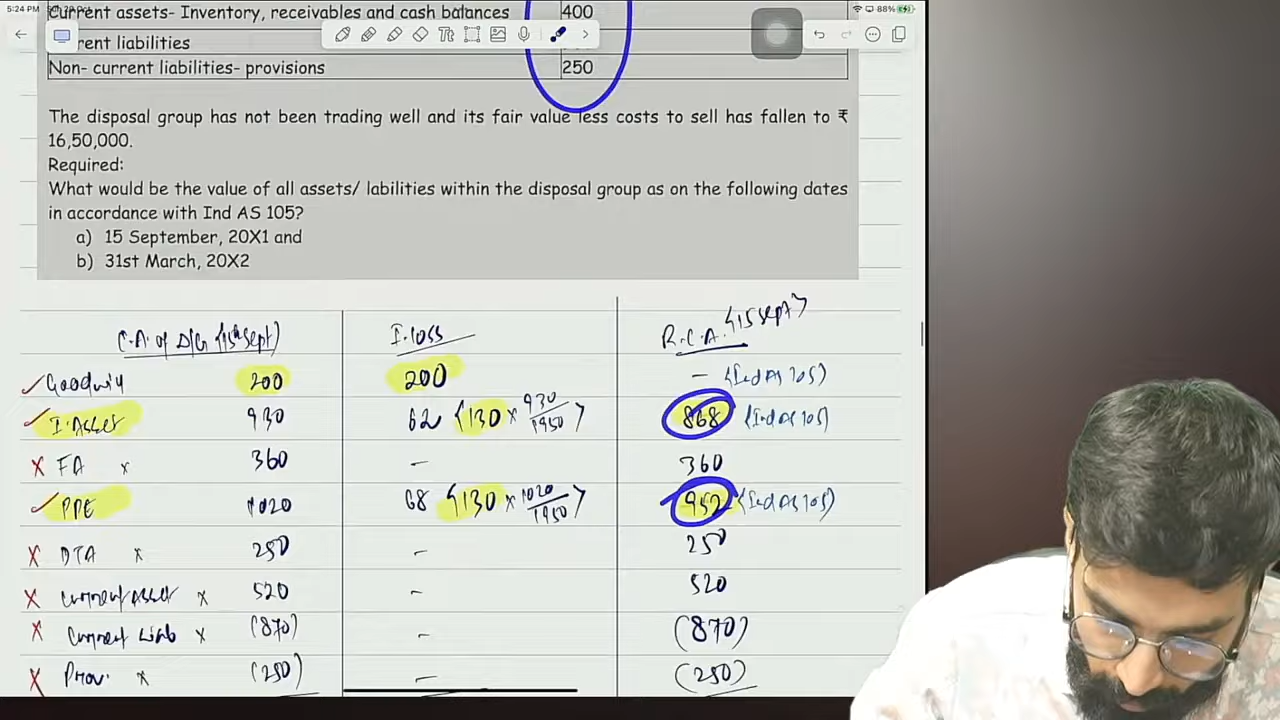 5:24 PM
88%
Current assets- Inventory, receivables and cash balances 400
rent liabilities
Non- current liabilities- provisions 250
The disposal group has not been trading well and its fair value less costs to sell has fallen to ₹
16,50,000.
Required:
What would be the value of all assets/ labilities within the disposal group as on the following dates
in accordance with Ind AS 105?
a) 15 September, 20X1 and
b) 31st March, 20X2
C.A. of D/G {15th Sept} I. loss R.C.A. {15 Sept}
Goodwill 200 200 - {Ind AS 105}
I. Asset 930 62 {130 x 930/1950} 868 {Ind AS 105}
x FA x 360 - 360
PPE 1020 68 {130 x 1020/1950} 952 {Ind AS 105}
x DTA x 250 - 250
x Current Asset x 520 - 520
x Current Liab x (870) - (870)
x Prov. x (250) - (250)